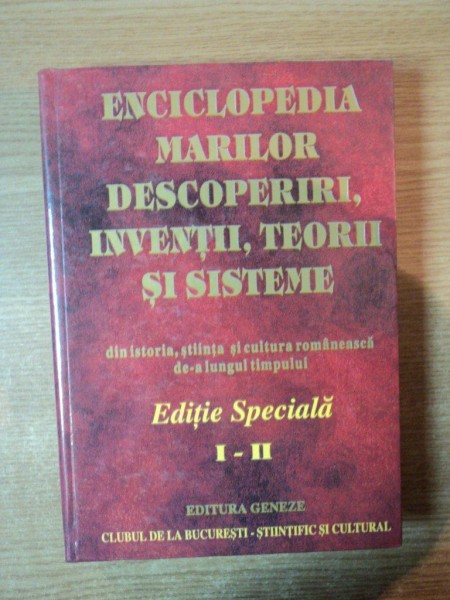 ENCICLOPEDIA
MARILOR
DESCOPERIRI,
INVENȚII, TEORII
ȘI SISTEME
din istoria, știința și cultura românească
de-a lungul timpului
Ediție Specială
I - II
EDITURA GENEZE
CLUBUL DE LA BUCUREȘTI - ȘTIINȚIFIC ȘI CULTURAL